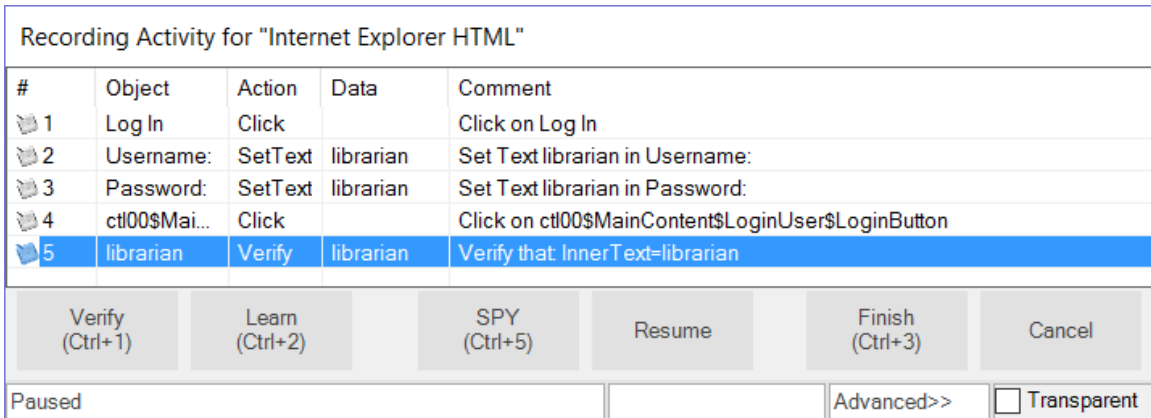 Recording Activity for "Internet Explorer HTML"
# Object Action Data Comment
1 Log In Click Click on Log In
2 Username: SetText librarian Set Text librarian in Username:
3 Password: SetText librarian Set Text librarian in Password:
4 ctl00$Mai... Click Click on ctl00$MainContent$LoginUser$LoginButton
5 librarian Verify librarian Verify that: InnerText=librarian
Verify Learn SPY Resume Finish Cancel
(Ctrl+1) (Ctrl+2) (Ctrl+5) (Ctrl+3)
Paused Advanced>> Transparent